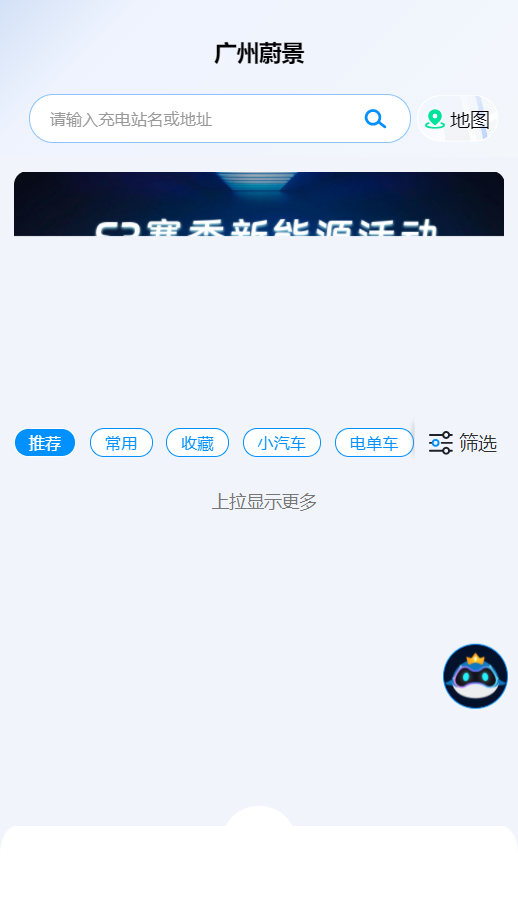 广州蔚景
请输入充电站名或地址
地图
S3赛季新能源活动
推荐
常用
收藏
小汽车
电单车
筛选
上拉显示更多